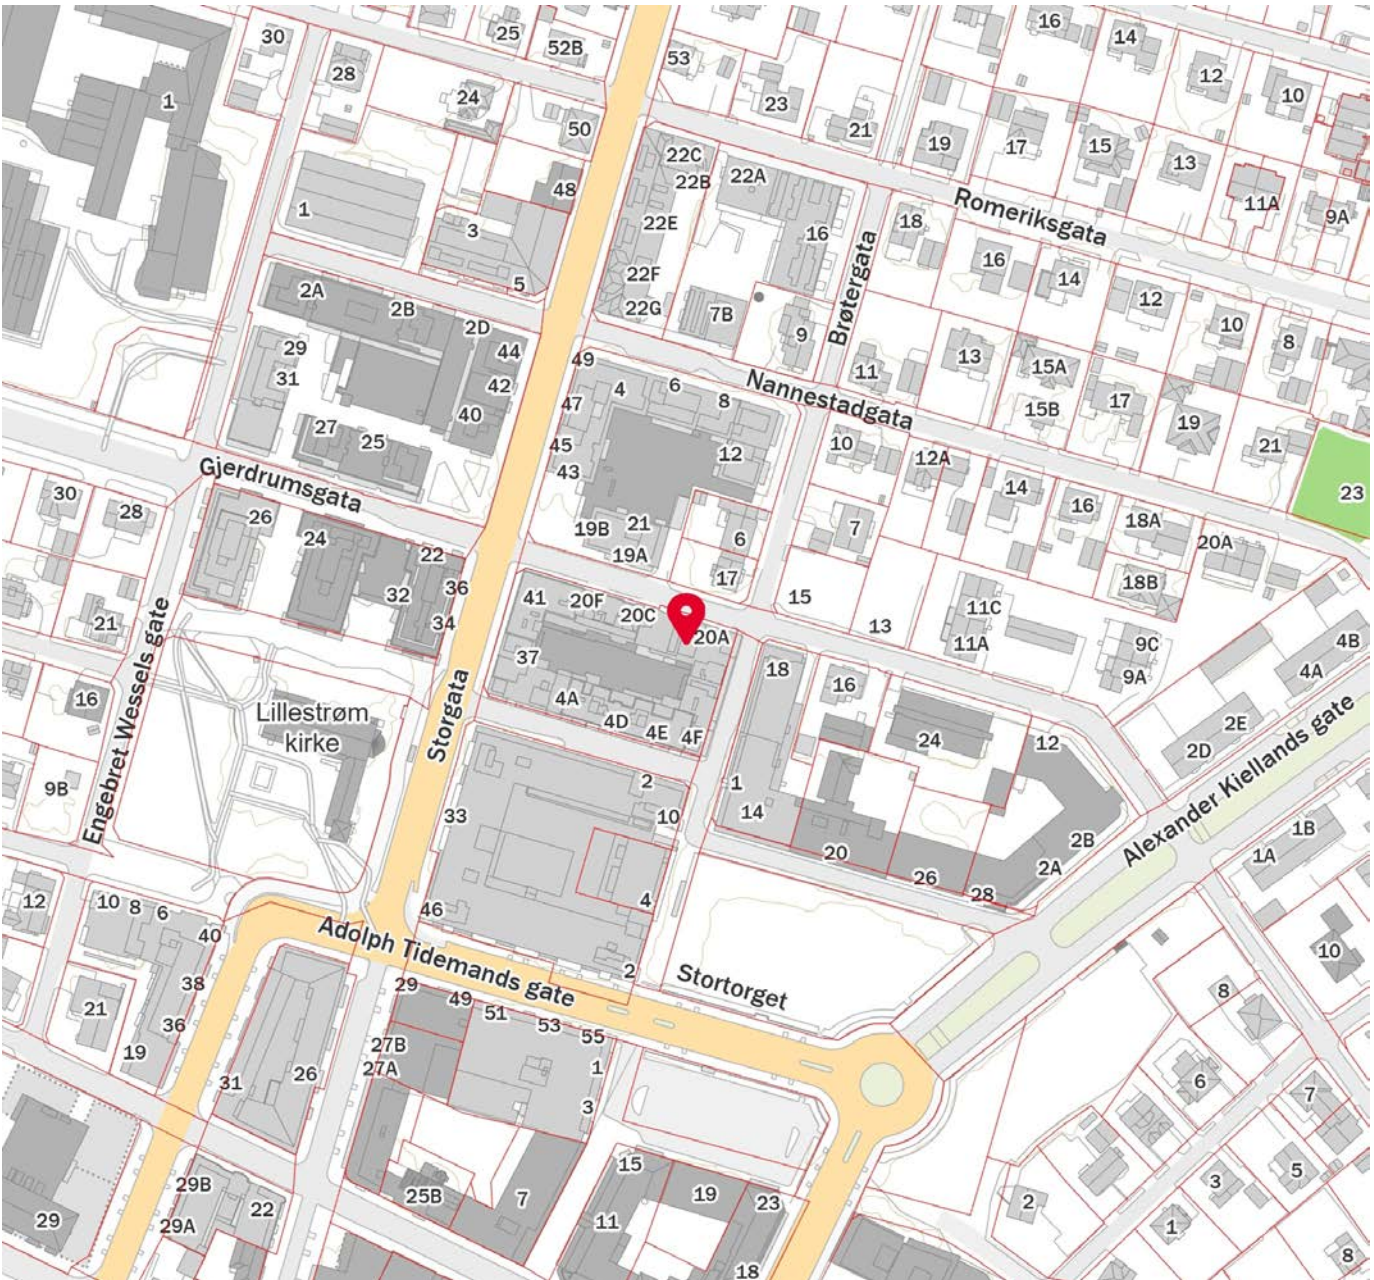 30
25
52B
53
16
14
28
24
23
12
10
1
50
21
19
17
15
13
11A
9A
48
22C
22B
22A
Romeriksgata
1
3
22E
16
18
16
14
12
10
8
5
22F
22G
7B
9
Brøtergata
2A
2B
2D
44
42
40
29
31
49
47
45
43
4
6
8
12
Nannestadgata
11
13
15A
15B
17
19
21
23
27
25
Gjerdrumsgata
10
12A
14
16
18A
20A
18B
30
28
26
24
22
36
32
34
19B
21
19A
6
17
7
15
13
11C
11A
9C
9A
4B
4A
21
Engebret Wessels gate
41
20F
20C
20A
37
4A
4D
4E
4F
Storgata
18
16
24
12
2E
2D
Alexander Kiellands gate
16
9B
Lillestrøm
kirke
33
2
10
1
14
20
26
28
2A
2B
1B
1A
4
46
2
12
10
8
6
40
38
36
21
19
Adolph Tidemands gate
Stortorget
10
8
29
49
51
53
55
27B
27A
1
3
31
26
6
7
5
3
2
1
8
29B
29A
22
29
25B
7
15
19
23
11
18